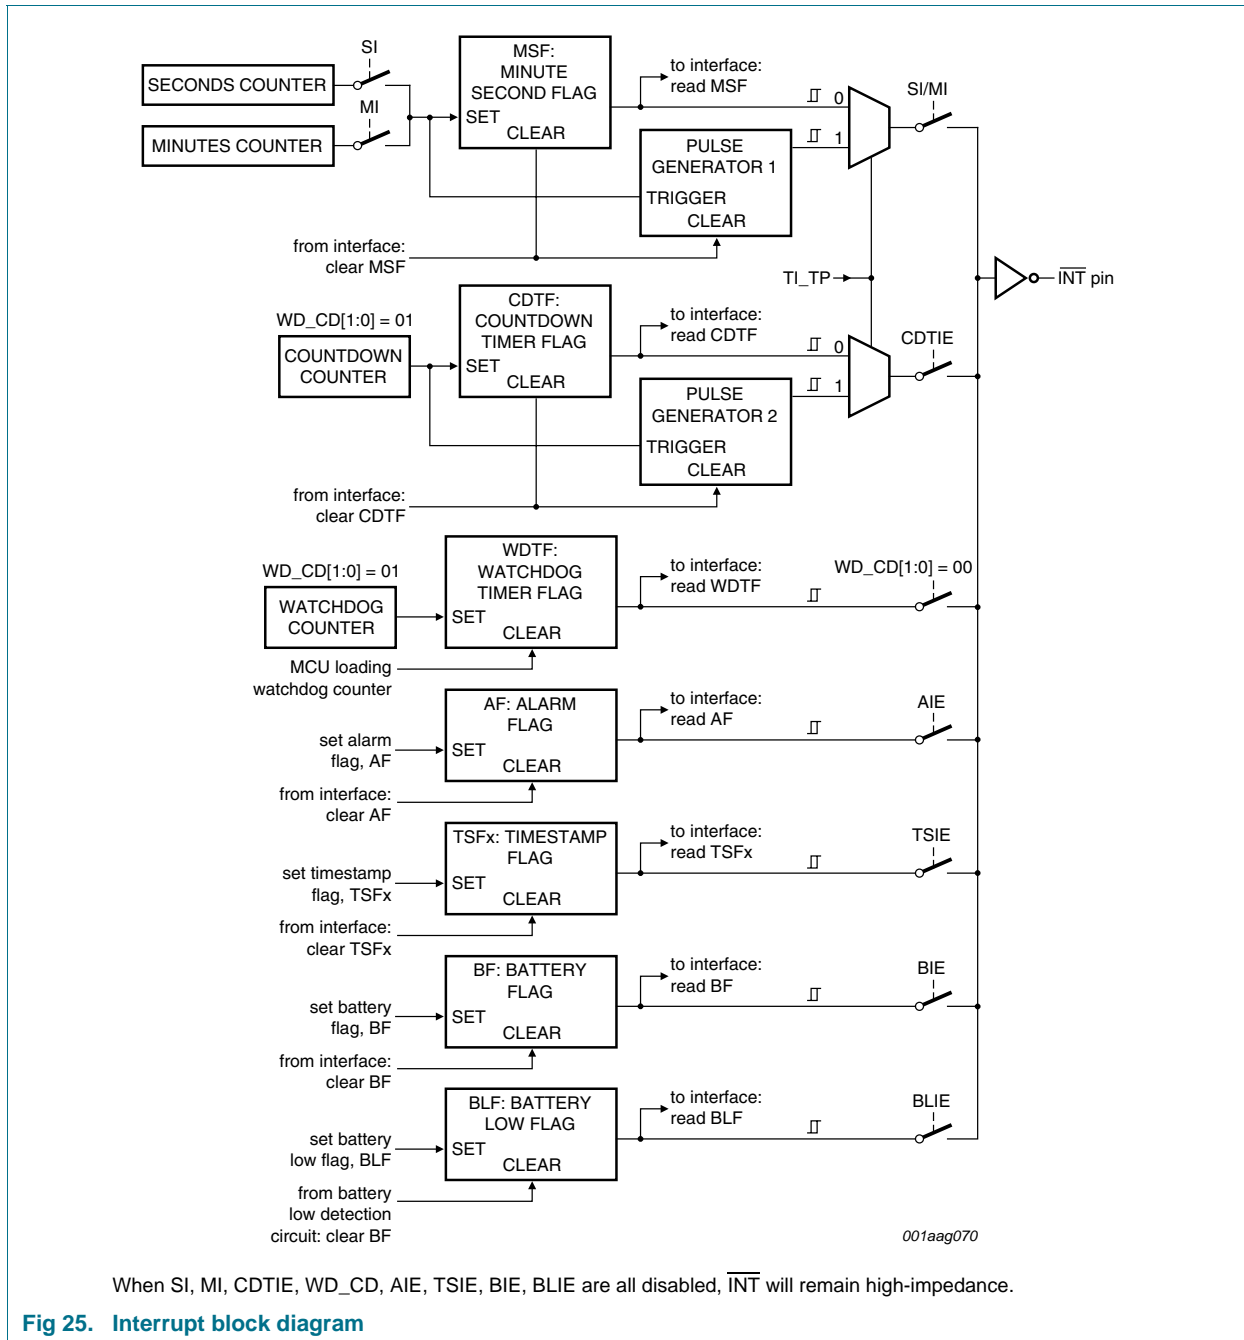 SI
SECONDS COUNTER
MI
MINUTES COUNTER
MSF:
MINUTE
SECOND FLAG
SET
CLEAR
to interface:
read MSF
0
1
SI/MI
PULSE
GENERATOR 1
TRIGGER
CLEAR
from interface:
clear MSF
TI_TP
INT pin
WD_CD[1:0] = 01
COUNTDOWN
COUNTER
CDTF:
COUNTDOWN
TIMER FLAG
SET
CLEAR
to interface:
read CDTF
0
1
CDTIE
PULSE
GENERATOR 2
TRIGGER
CLEAR
from interface:
clear CDTF
WD_CD[1:0] = 01
WATCHDOG
COUNTER
WDTF:
WATCHDOG
TIMER FLAG
SET
CLEAR
to interface:
read WDTF
WD_CD[1:0] = 00
MCU loading
watchdog counter
AF: ALARM
FLAG
SET
CLEAR
to interface:
read AF
AIE
set alarm
flag, AF
from interface:
clear AF
TSFx: TIMESTAMP
FLAG
SET
CLEAR
to interface:
read TSFx
TSIE
set timestamp
flag, TSFx
from interface:
clear TSFx
BF: BATTERY
FLAG
SET
CLEAR
to interface:
read BF
BIE
set battery
flag, BF
from interface:
clear BF
BLF: BATTERY
LOW FLAG
SET
CLEAR
to interface:
read BLF
BLIE
set battery
low flag, BLF
from battery
low detection
circuit: clear BF
001aag070
When SI, MI, CDTIE, WD_CD, AIE, TSIE, BIE, BLIE are all disabled, INT will remain high-impedance.
Fig 25. Interrupt block diagram